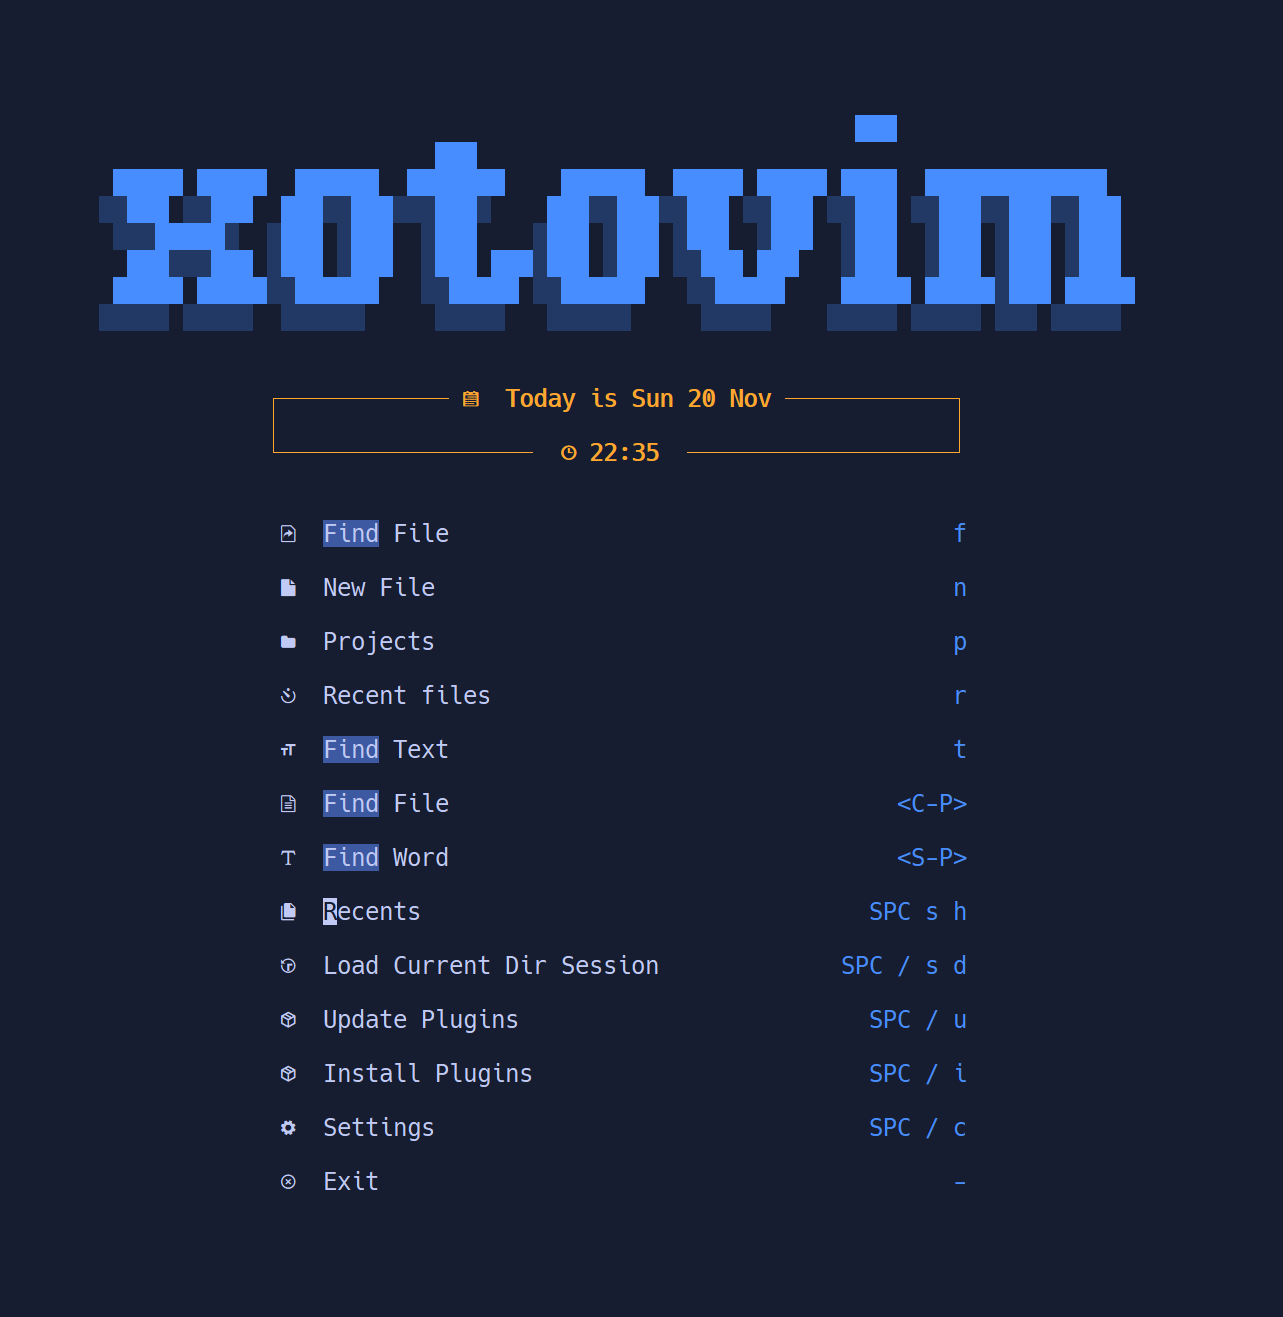 xotovim
Today is Sun 20 Nov
22:35
Find File f
New File n
Projects p
Recent files r
Find Text t
Find File <C-P>
Find Word <S-P>
Recents SPC s h
Load Current Dir Session SPC / s d
Update Plugins SPC / u
Install Plugins SPC / i
Settings SPC / c
Exit -